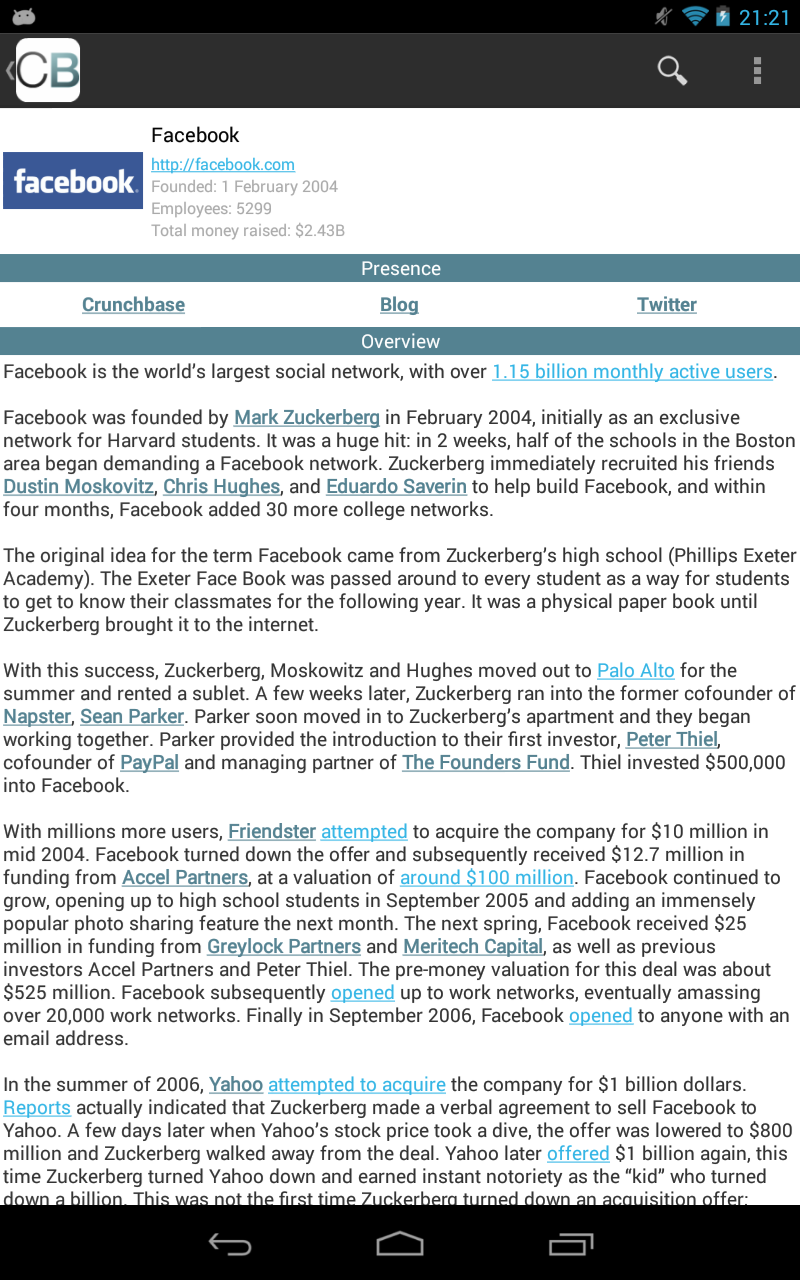 21:21
CB
Facebook
facebook.
http://facebook.com
Founded: 1 February 2004
Employees: 5299
Total money raised: $2.43B
Presence
Crunchbase Blog Twitter
Overview
Facebook is the world’s largest social network, with over 1.15 billion monthly active users.
Facebook was founded by Mark Zuckerberg in February 2004, initially as an exclusive
network for Harvard students. It was a huge hit: in 2 weeks, half of the schools in the Boston
area began demanding a Facebook network. Zuckerberg immediately recruited his friends
Dustin Moskovitz, Chris Hughes, and Eduardo Saverin to help build Facebook, and within
four months, Facebook added 30 more college networks.
The original idea for the term Facebook came from Zuckerberg’s high school (Phillips Exeter
Academy). The Exeter Face Book was passed around to every student as a way for students
to get to know their classmates for the following year. It was a physical paper book until
Zuckerberg brought it to the internet.
With this success, Zuckerberg, Moskowitz and Hughes moved out to Palo Alto for the
summer and rented a sublet. A few weeks later, Zuckerberg ran into the former cofounder of
Napster, Sean Parker. Parker soon moved in to Zuckerberg’s apartment and they began
working together. Parker provided the introduction to their first investor, Peter Thiel,
cofounder of PayPal and managing partner of The Founders Fund. Thiel invested $500,000
into Facebook.
With millions more users, Friendster attempted to acquire the company for $10 million in
mid 2004. Facebook turned down the offer and subsequently received $12.7 million in
funding from Accel Partners, at a valuation of around $100 million. Facebook continued to
grow, opening up to high school students in September 2005 and adding an immensely
popular photo sharing feature the next month. The next spring, Facebook received $25
million in funding from Greylock Partners and Meritech Capital, as well as previous
investors Accel Partners and Peter Thiel. The pre-money valuation for this deal was about
$525 million. Facebook subsequently opened up to work networks, eventually amassing
over 20,000 work networks. Finally in September 2006, Facebook opened to anyone with an
email address.
In the summer of 2006, Yahoo attempted to acquire the company for $1 billion dollars.
Reports actually indicated that Zuckerberg made a verbal agreement to sell Facebook to
Yahoo. A few days later when Yahoo’s stock price took a dive, the offer was lowered to $800
million and Zuckerberg walked away from the deal. Yahoo later offered $1 billion again, this
time Zuckerberg turned Yahoo down and earned instant notoriety as the “kid” who turned
down a billion. This was not the first time Zuckerberg turned down an acquisition offer;